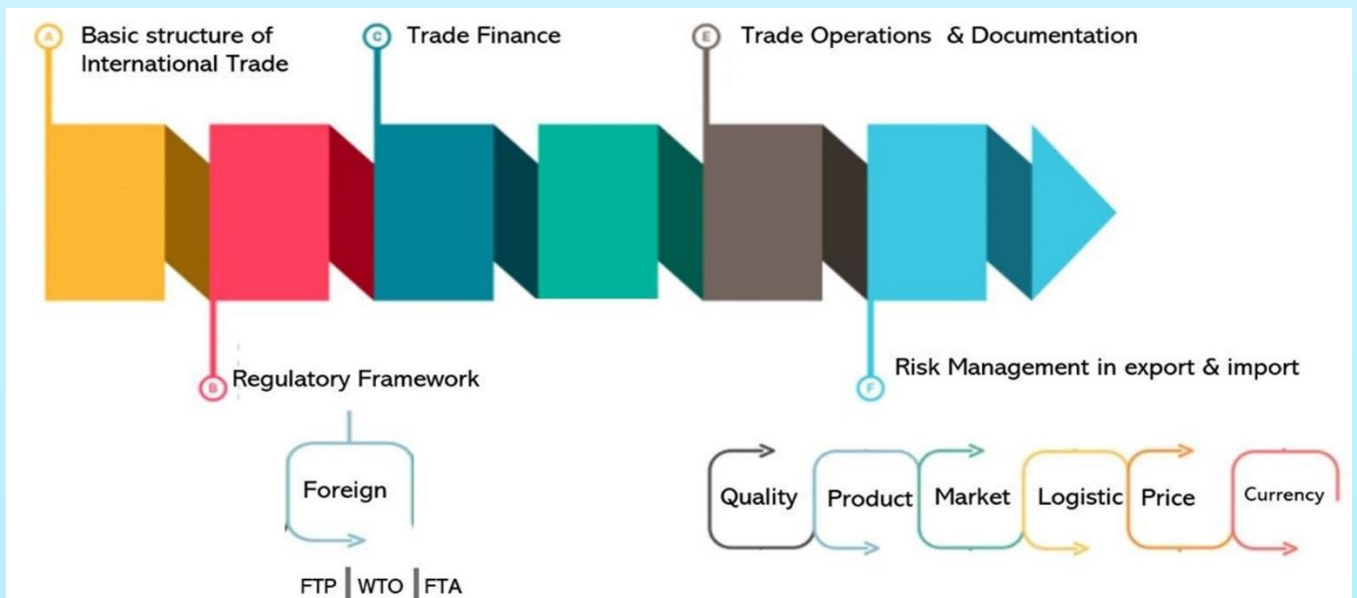 A
Basic structure of
International Trade
C
Trade Finance
E
Trade Operations & Documentation
B
Regulatory Framework
F
Risk Management in export & import
Foreign
FTP | WTO | FTA
Quality
Product
Market
Logistic
Price
Currency